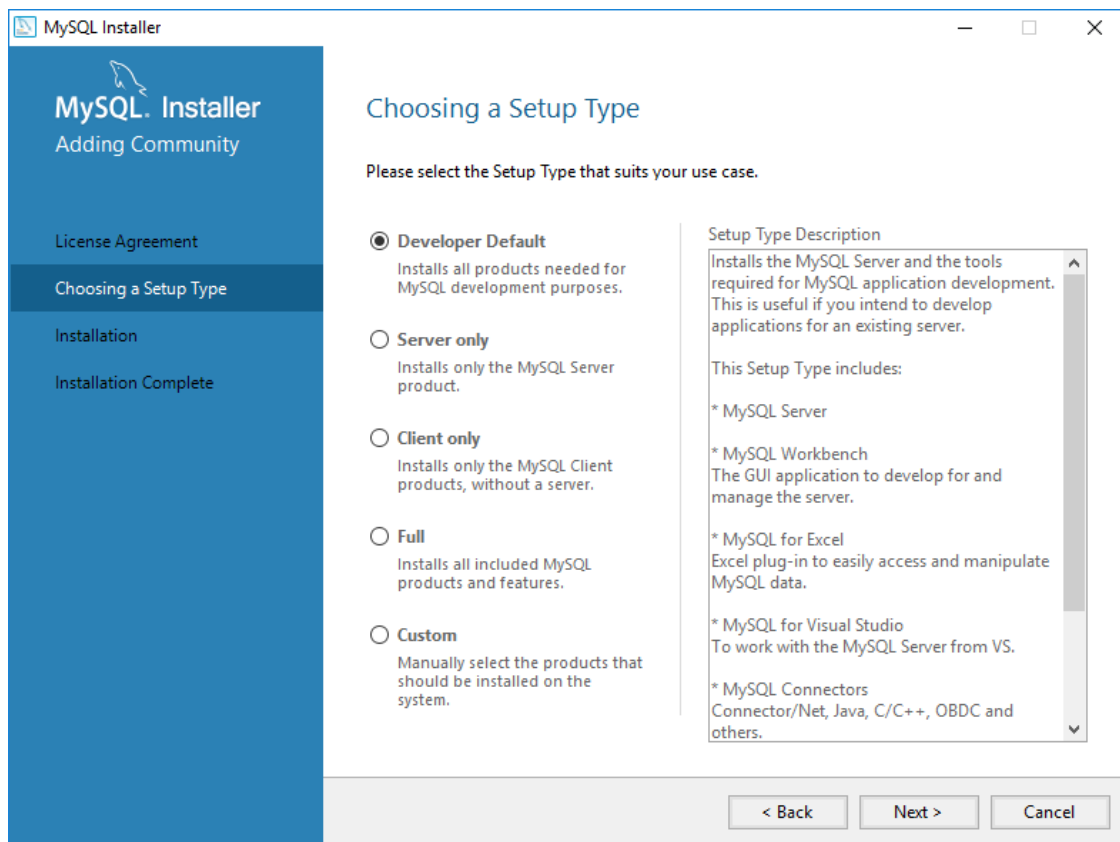 MySQL Installer
MySQL. Installer
Adding Community
License Agreement
Choosing a Setup Type
Installation
Installation Complete
Choosing a Setup Type
Please select the Setup Type that suits your use case.
Developer Default
Installs all products needed for
MySQL development purposes.
Server only
Installs only the MySQL Server
product.
Client only
Installs only the MySQL Client
products, without a server.
Full
Installs all included MySQL
products and features.
Custom
Manually select the products that
should be installed on the
system.
Setup Type Description
Installs the MySQL Server and the tools
required for MySQL application development.
This is useful if you intend to develop
applications for an existing server.
This Setup Type includes:
* MySQL Server
* MySQL Workbench
The GUI application to develop for and
manage the server.
* MySQL for Excel
Excel plug-in to easily access and manipulate
MySQL data.
* MySQL for Visual Studio
To work with the MySQL Server from VS.
* MySQL Connectors
Connector/Net, Java, C/C++, OBDC and
others.
< Back
Next >
Cancel